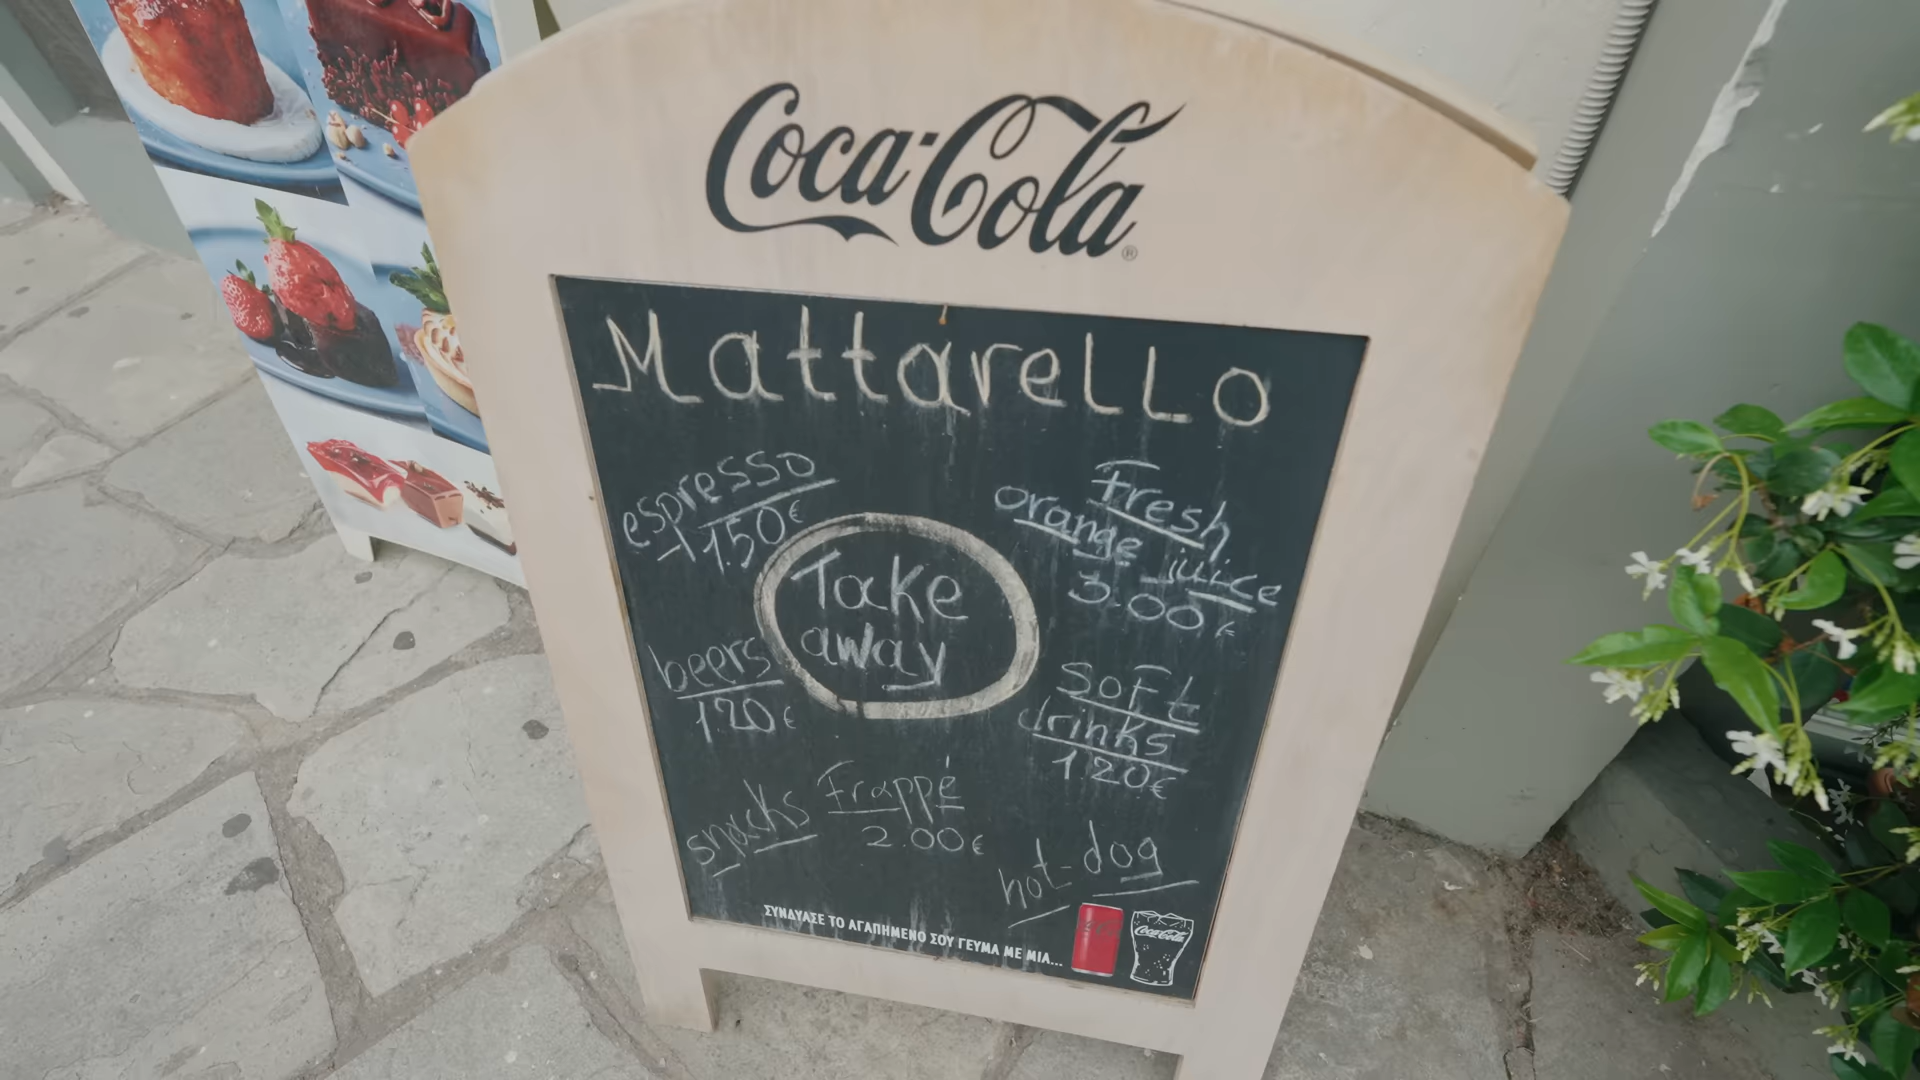 Coca-Cola
®
Mattarello
espresso
1.50€
Fresh
orange juice
3.00€
Take
away
beers
1.20€
Soft
drinks
1.20€
snacks
Frappé
2.00€
hot-dog
ΣΥΝΔΥΑΣΕ ΤΟ ΑΓΑΠΗΜΕΝΟ ΣΟΥ ΓΕΥΜΑ ΜΕ ΜΙΑ...
Coca-Cola